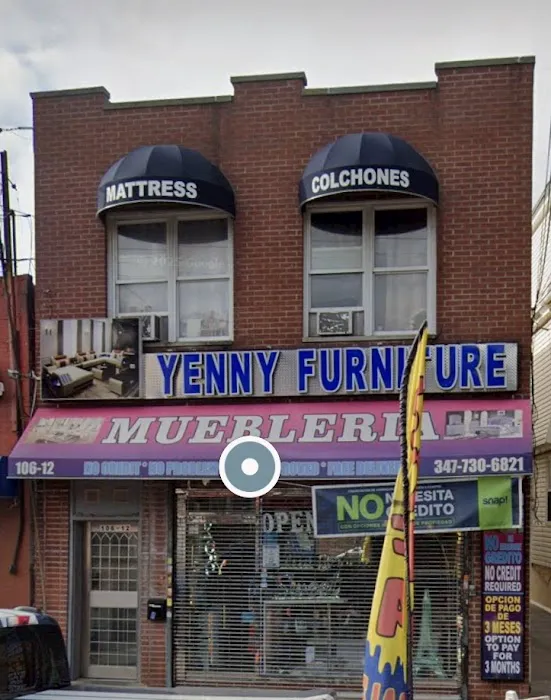 MATTRESS
COLCHONES
YENNY FURNITURE
MUEBLERIA
106-12
NO CREDIT * NO PROBLEM
FREE DELIVERY
347-730-6821
NO NECESITA
CRÉDITO
snap!
OPEN
106-12
NO
CREDITO
NO CREDIT
REQUIRED
OPCION
DE PAGO
DE
3 MESES
OPTION
TO PAY
FOR
3 MONTHS